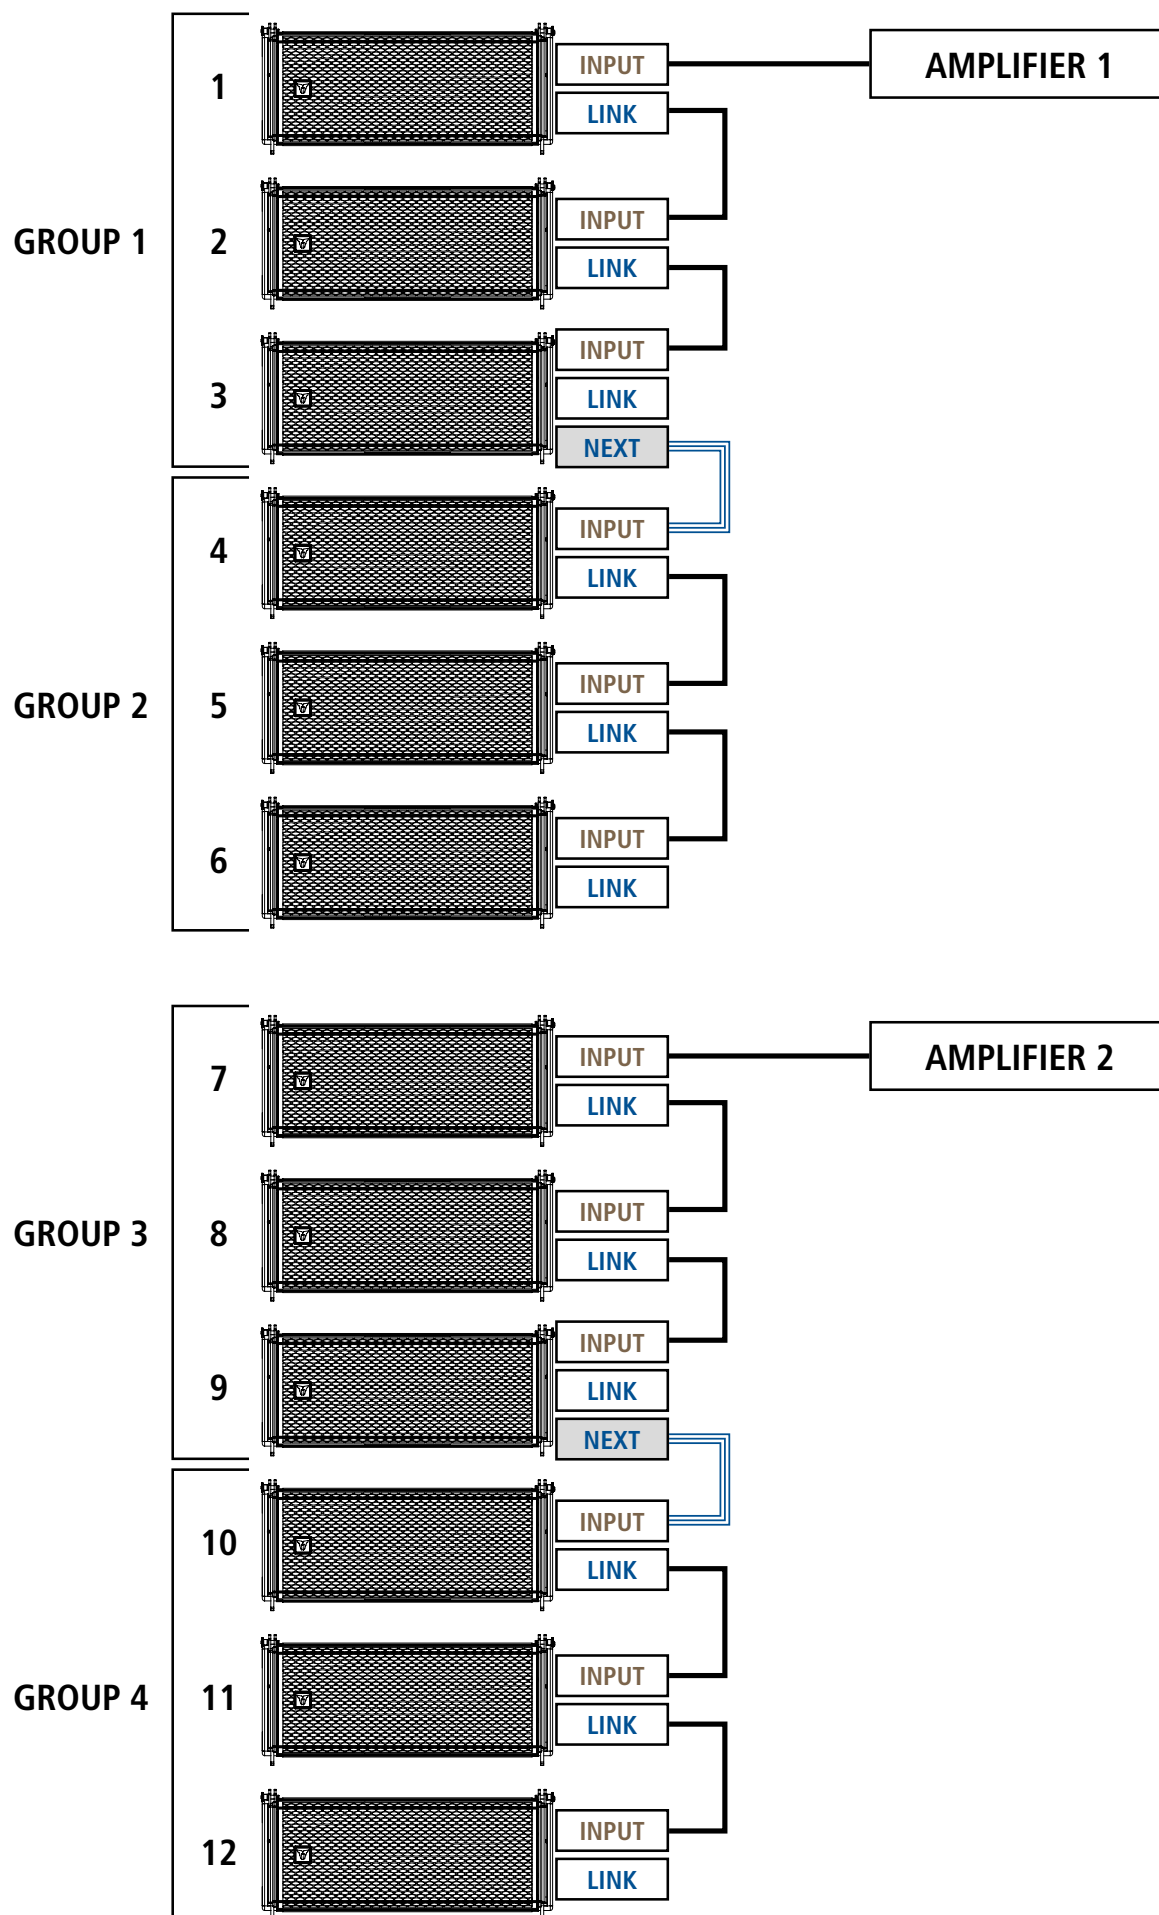 1
INPUT
AMPLIFIER 1
LINK
GROUP 1
2
INPUT
LINK
3
INPUT
LINK
NEXT
4
INPUT
LINK
GROUP 2
5
INPUT
LINK
6
INPUT
LINK
7
INPUT
AMPLIFIER 2
LINK
GROUP 3
8
INPUT
LINK
9
INPUT
LINK
NEXT
10
INPUT
LINK
GROUP 4
11
INPUT
LINK
12
INPUT
LINK